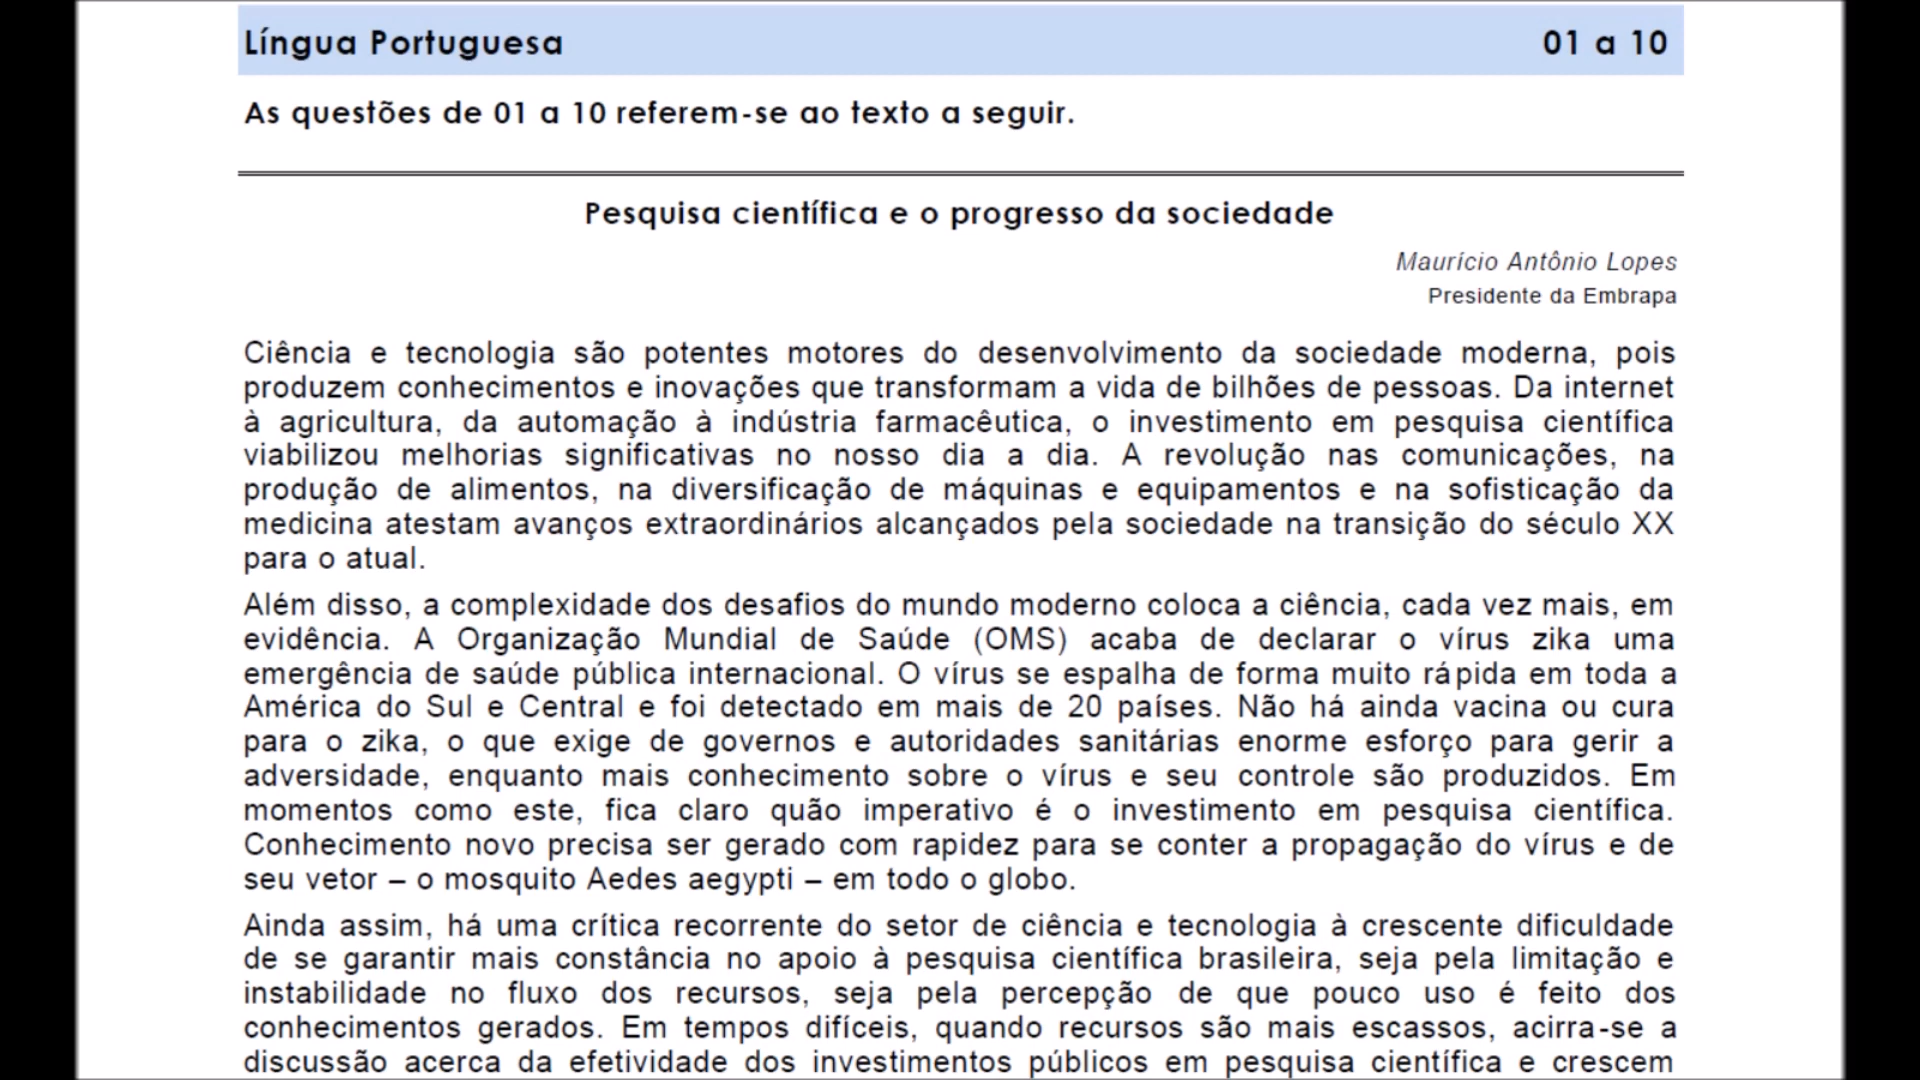 Língua Portuguesa 01 a 10
As questões de 01 a 10 referem-se ao texto a seguir.
Pesquisa científica e o progresso da sociedade
Maurício Antônio Lopes
Presidente da Embrapa
Ciência e tecnologia são potentes motores do desenvolvimento da sociedade moderna, pois
produzem conhecimentos e inovações que transformam a vida de bilhões de pessoas. Da internet
à agricultura, da automação à indústria farmacêutica, o investimento em pesquisa científica
viabilizou melhorias significativas no nosso dia a dia. A revolução nas comunicações, na
produção de alimentos, na diversificação de máquinas e equipamentos e na sofisticação da
medicina atestam avanços extraordinários alcançados pela sociedade na transição do século XX
para o atual.
Além disso, a complexidade dos desafios do mundo moderno coloca a ciência, cada vez mais, em
evidência. A Organização Mundial de Saúde (OMS) acaba de declarar o vírus zika uma
emergência de saúde pública internacional. O vírus se espalha de forma muito rápida em toda a
América do Sul e Central e foi detectado em mais de 20 países. Não há ainda vacina ou cura
para o zika, o que exige de governos e autoridades sanitárias enorme esforço para gerir a
adversidade, enquanto mais conhecimento sobre o vírus e seu controle são produzidos. Em
momentos como este, fica claro quão imperativo é o investimento em pesquisa científica.
Conhecimento novo precisa ser gerado com rapidez para se conter a propagação do vírus e de
seu vetor – o mosquito Aedes aegypti – em todo o globo.
Ainda assim, há uma crítica recorrente do setor de ciência e tecnologia à crescente dificuldade
de se garantir mais constância no apoio à pesquisa científica brasileira, seja pela limitação e
instabilidade no fluxo dos recursos, seja pela percepção de que pouco uso é feito dos
conhecimentos gerados. Em tempos difíceis, quando recursos são mais escassos, acirra-se a
discussão acerca da efetividade dos investimentos públicos em pesquisa científica e crescem